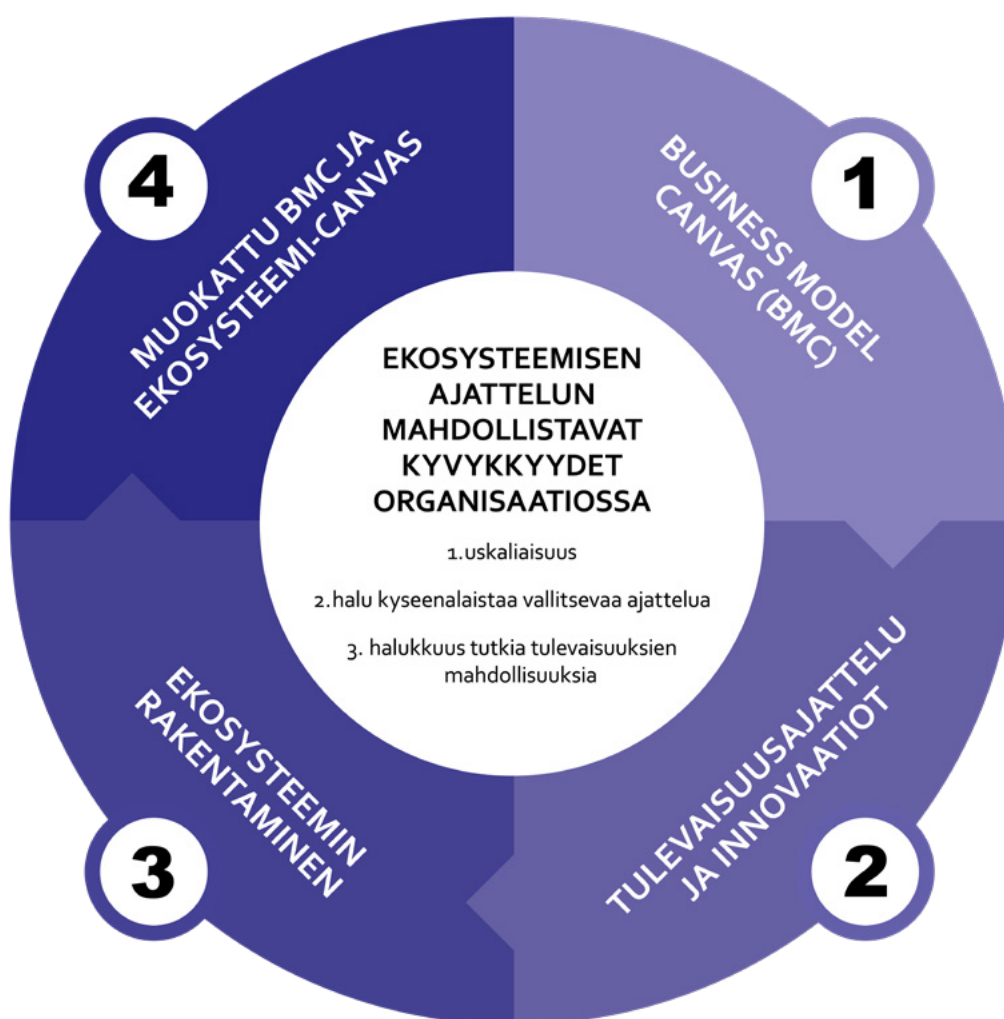 1
BUSINESS MODEL
CANVAS (BMC)
2
TULEVAISUUSAJATTELU
JA INNOVAATIOT
3
EKOSYSTEEMIN
RAKENTAMINEN
4
MUOKATTU BMC JA
EKOSYSTEEMI-CANVAS
EKOSYSTEEMISEN
AJATTELUN
MAHDOLLISTAVAT
KYVYKKYYDET
ORGANISAATIOSSA
1.uskaliaisuus
2.halu kyseenalaistaa vallitsevaa ajattelua
3. halukkuus tutkia tulevaisuuksien
mahdollisuuksia